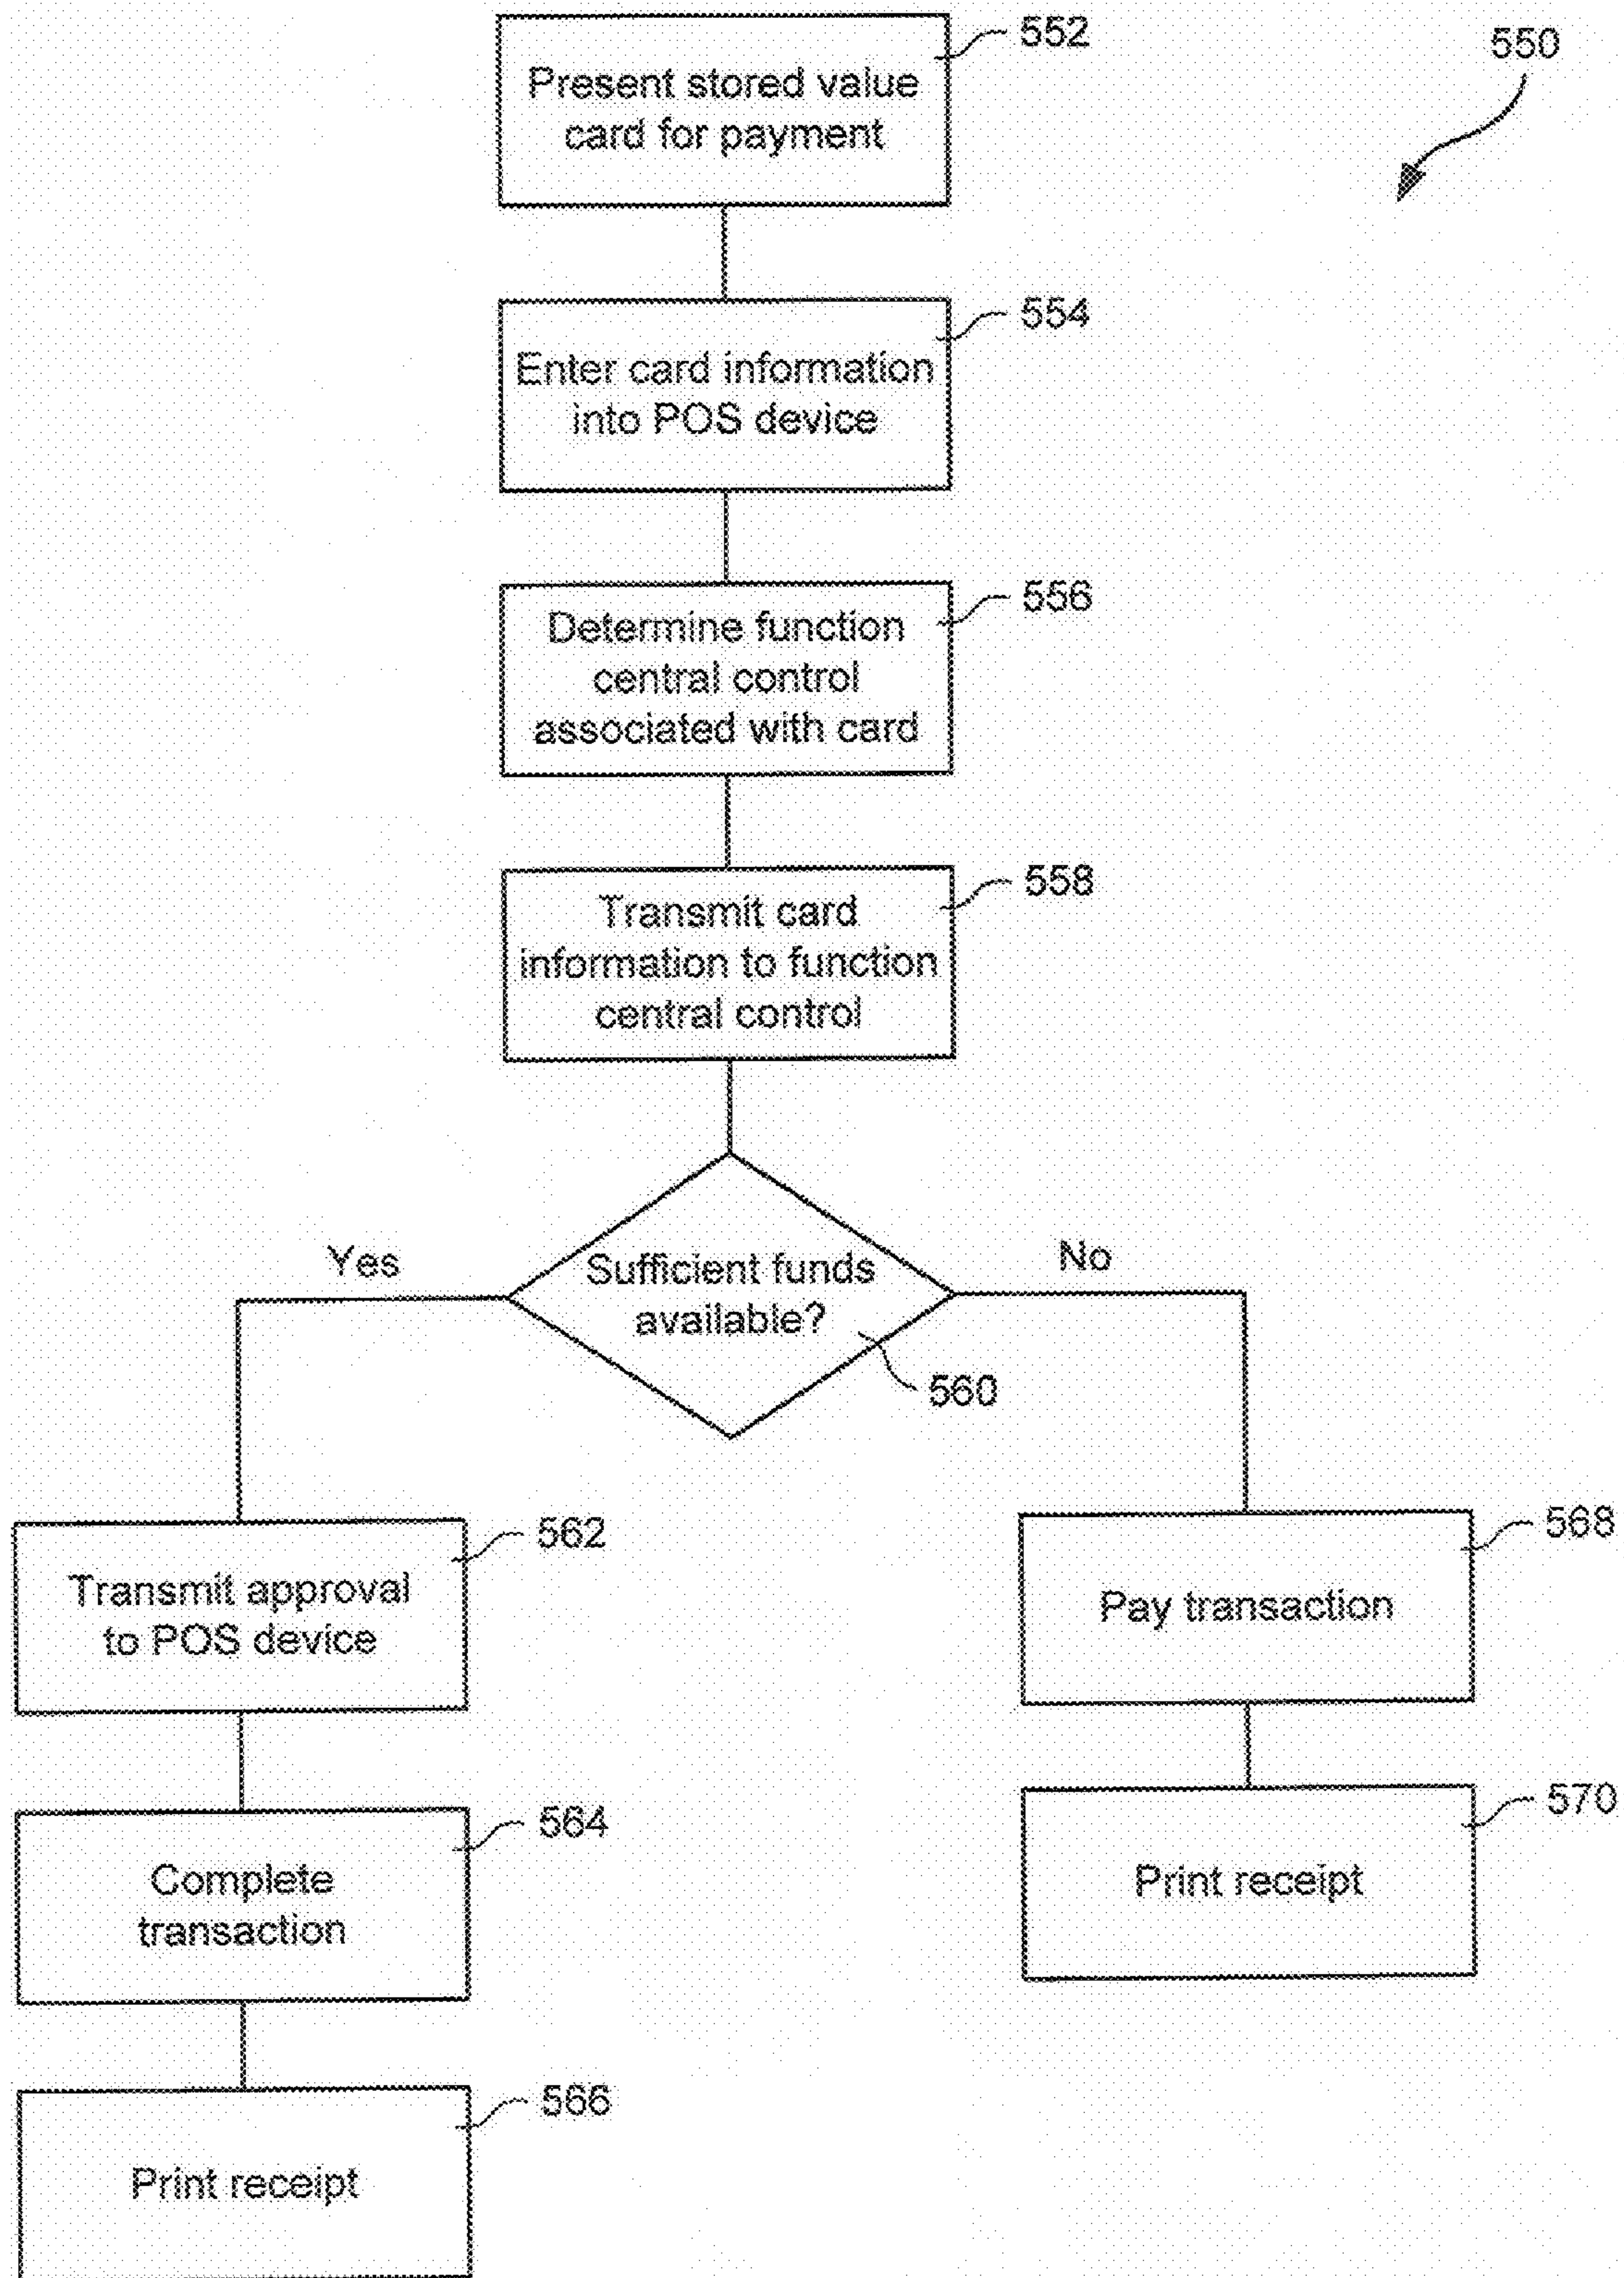 552
550
Present stored value
card for payment
554
Enter card information
into POS device
556
Determine function
central control
associated with card
558
Transmit card
information to function
central control
Yes
Sufficient funds
available?
No
560
562
Transmit approval
to POS device
568
Pay transaction
564
Complete
transaction
570
Print receipt
566
Print receipt